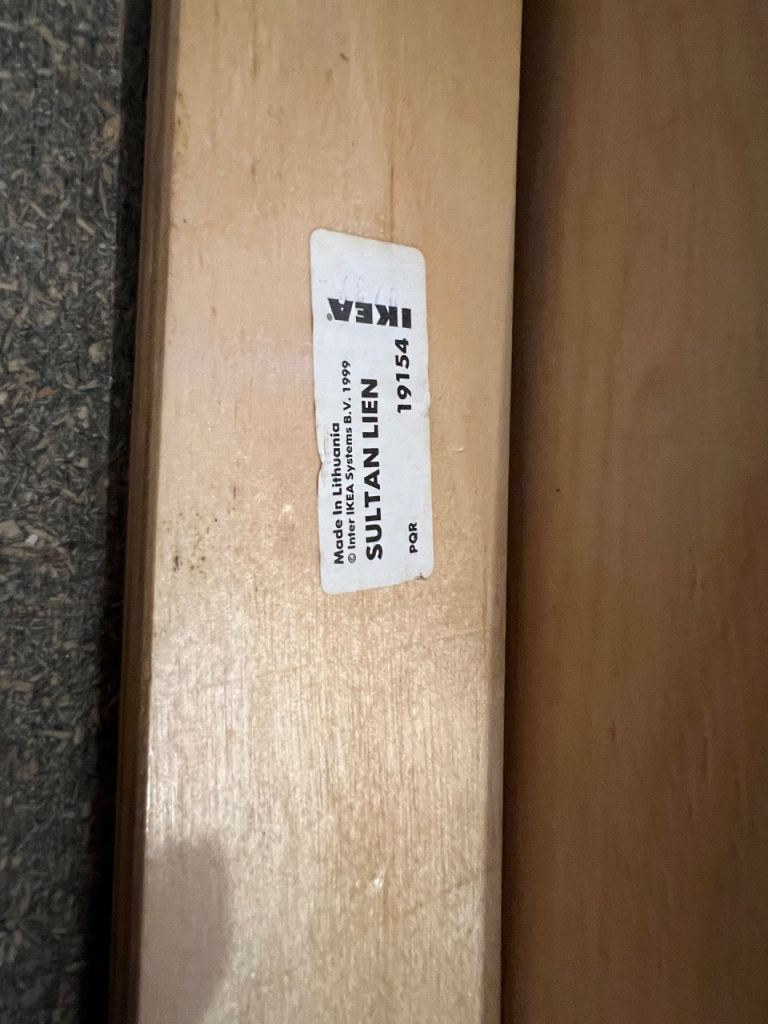 Made In Lithuania
© Inter IKEA Systems B.V. 1999
SULTAN LIEN
PQR 19154
IKEA®